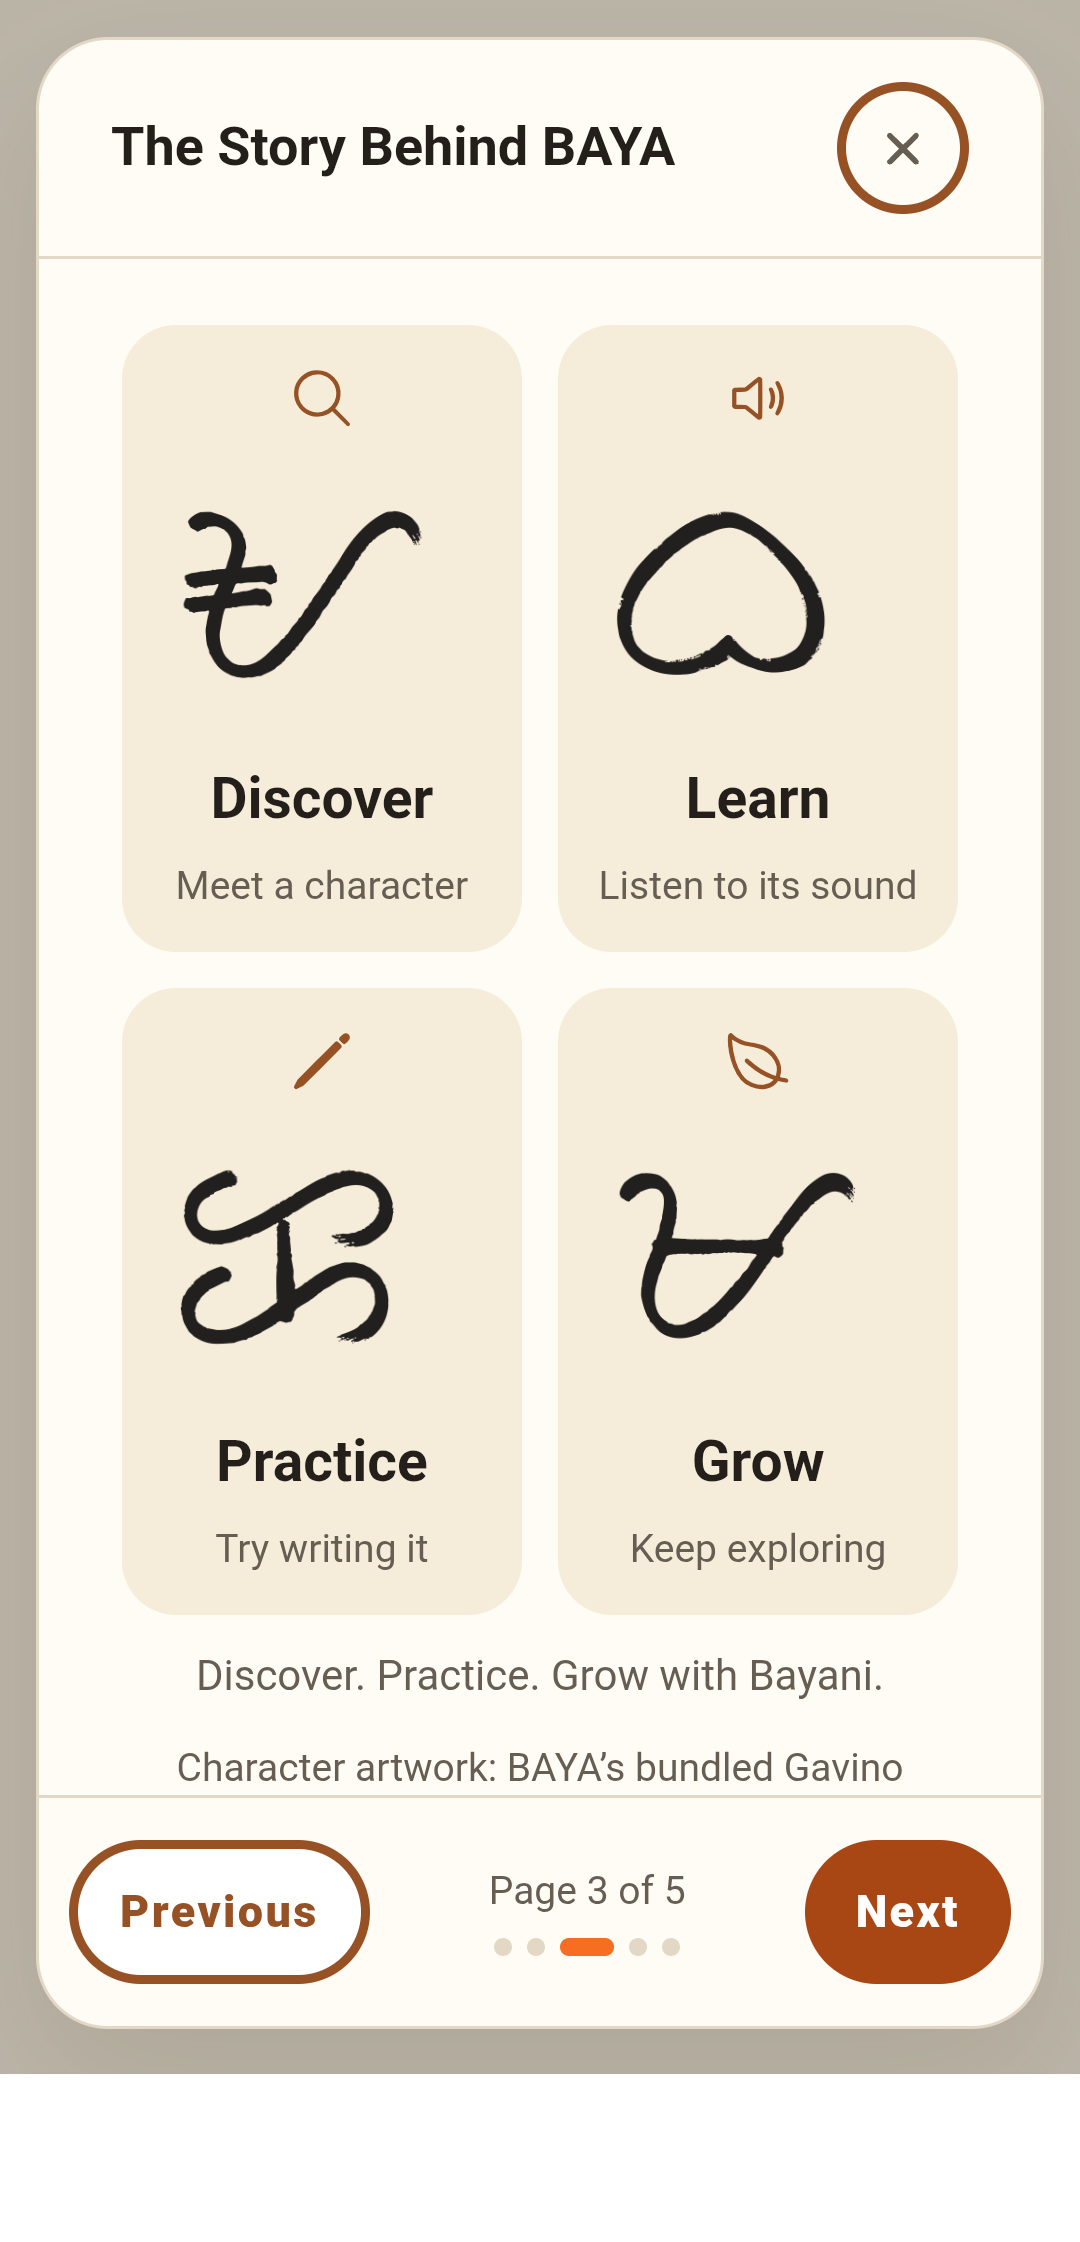 The Story Behind BAYA
ᜀ
Discover
Meet a character
ᜊ
Learn
Listen to its sound
ᜃ
Practice
Try writing it
ᜋ
Grow
Keep exploring
Discover. Practice. Grow with Bayani.
Character artwork: BAYA’s bundled Gavino
Previous
Page 3 of 5
Next